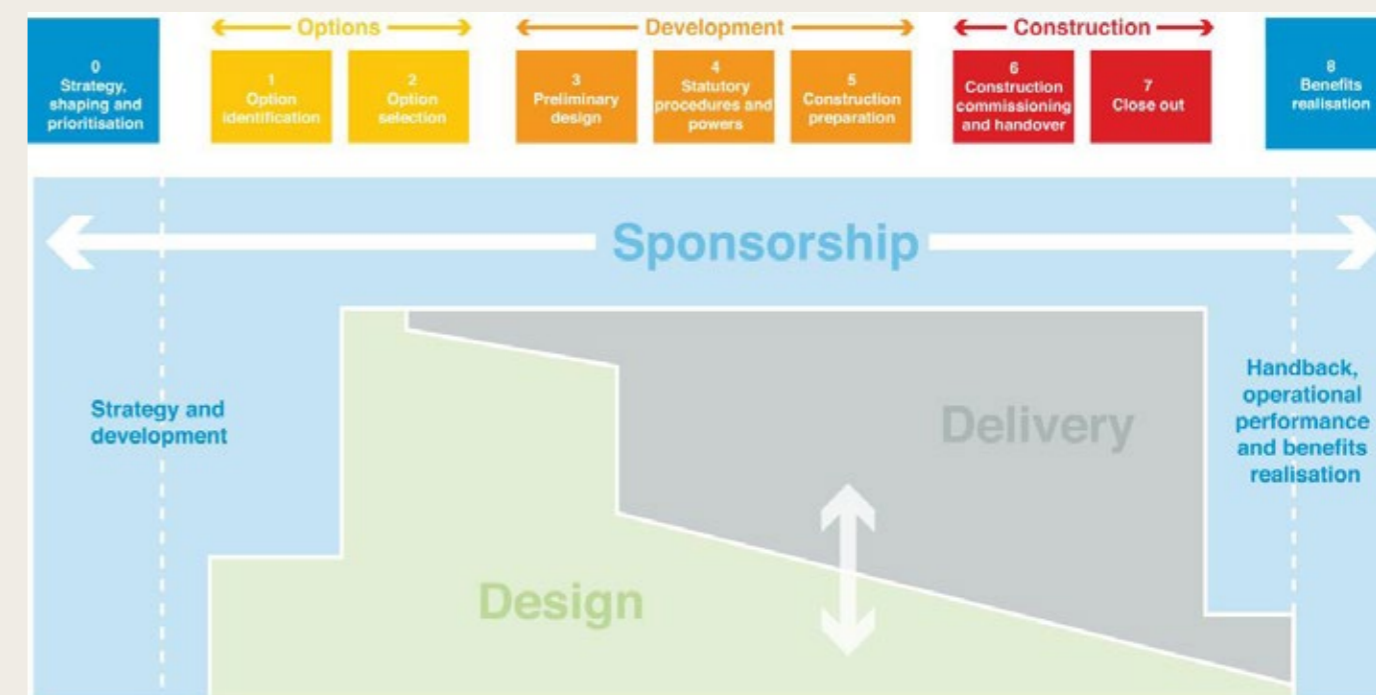 Options
Development
Construction
0
Strategy,
shaping and
prioritisation
1
Option
identification
2
Option
selection
3
Preliminary
design
4
Statutory
procedures and
powers
5
Construction
preparation
6
Construction
commissioning
and handover
7
Close out
8
Benefits
realisation
Sponsorship
Strategy and
development
Delivery
Handback,
operational
performance
and benefits
realisation
Design